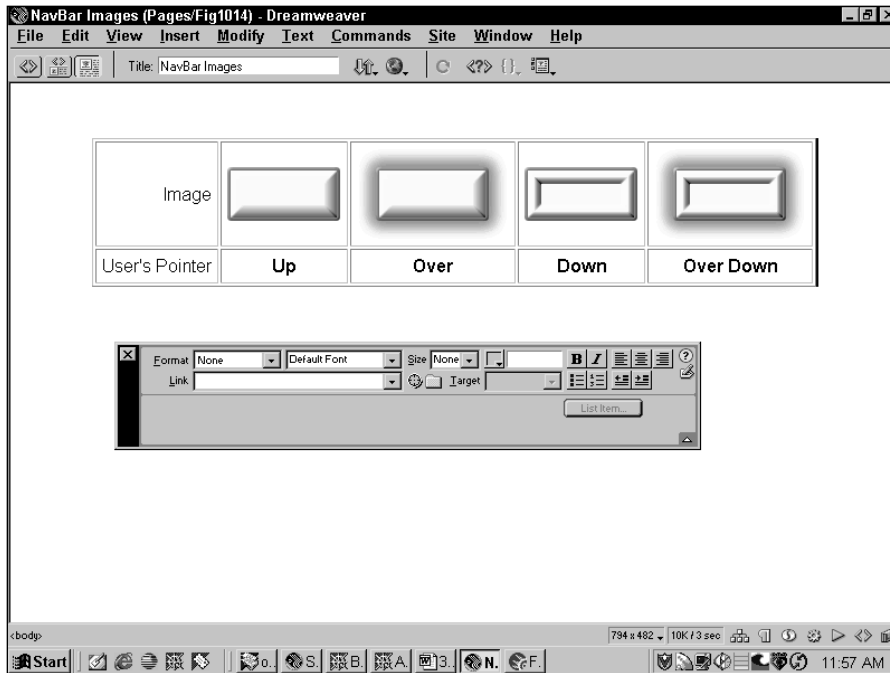 NavBar Images (Pages/Fig1014) - Dreamweaver
File Edit View Insert Modify Text Commands Site Window Help
Title: NavBar Images
Image
User's Pointer Up Over Down Over Down
Format None Default Font Size None B I
Link Target
List Item...
<body> 794 x 482 10K / 3 sec
Start o.. S. B. A. 3.. N. F. 11:57 AM